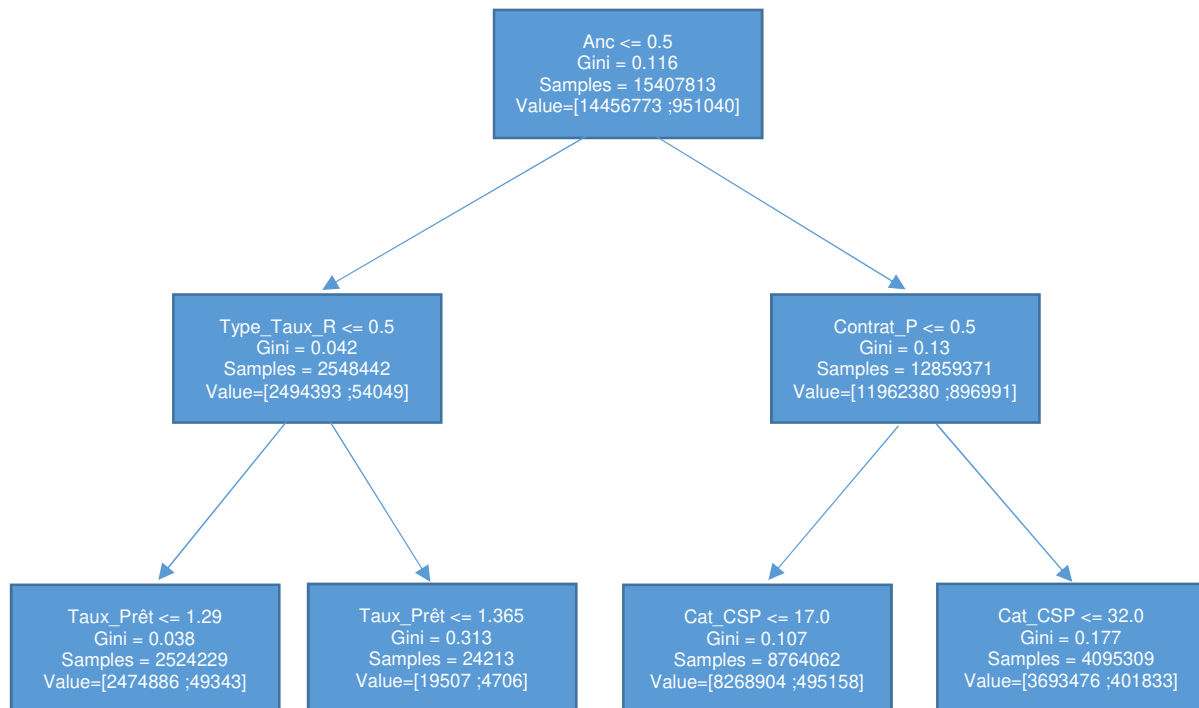 Anc <= 0.5
Gini = 0.116
Samples = 15407813
Value=[14456773 ;951040]
Type_Taux_R <= 0.5
Gini = 0.042
Samples = 2548442
Value=[2494393 ;54049]
Contrat_P <= 0.5
Gini = 0.13
Samples = 12859371
Value=[11962380 ;896991]
Taux_Prêt <= 1.29
Gini = 0.038
Samples = 2524229
Value=[2474886 ;49343]
Taux_Prêt <= 1.365
Gini = 0.313
Samples = 24213
Value=[19507 ;4706]
Cat_CSP <= 17.0
Gini = 0.107
Samples = 8764062
Value=[8268904 ;495158]
Cat_CSP <= 32.0
Gini = 0.177
Samples = 4095309
Value=[3693476 ;401833]